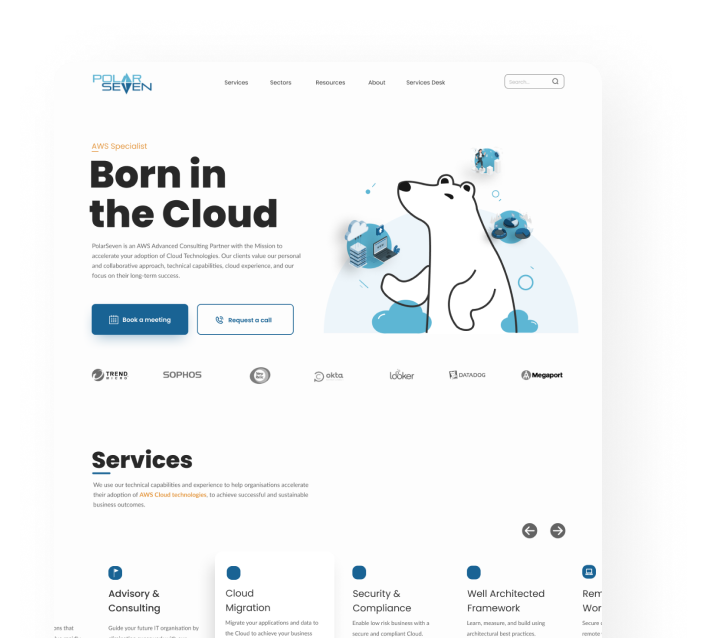 POLAR
SEVEN
Services Sectors Resources About Services Desk Search...
AWS Specialist
Born in
the Cloud
PolarSeven is an AWS Advanced Consulting Partner with the Mission to
accelerate your adoption of Cloud Technologies. Our clients value our personal
and collaborative approach, technical capabilities, cloud experience, and our
focus on their long-term success.
Book a meeting Request a call
TREND MICRO SOPHOS okta looker DATADOG Megaport
Services
We use our technical capabilities and experience to help organisations accelerate
their adoption of AWS Cloud technologies, to achieve successful and sustainable
business outcomes.
Advisory &
Consulting
Guide your future IT organisation by
Cloud
Migration
Migrate your applications and data to
the Cloud to achieve your business
Security &
Compliance
Enable low risk business with a
secure and compliant Cloud.
Well Architected
Framework
Learn, measure, and build using
architectural best practices.
Rem
Wor
Secure
remote